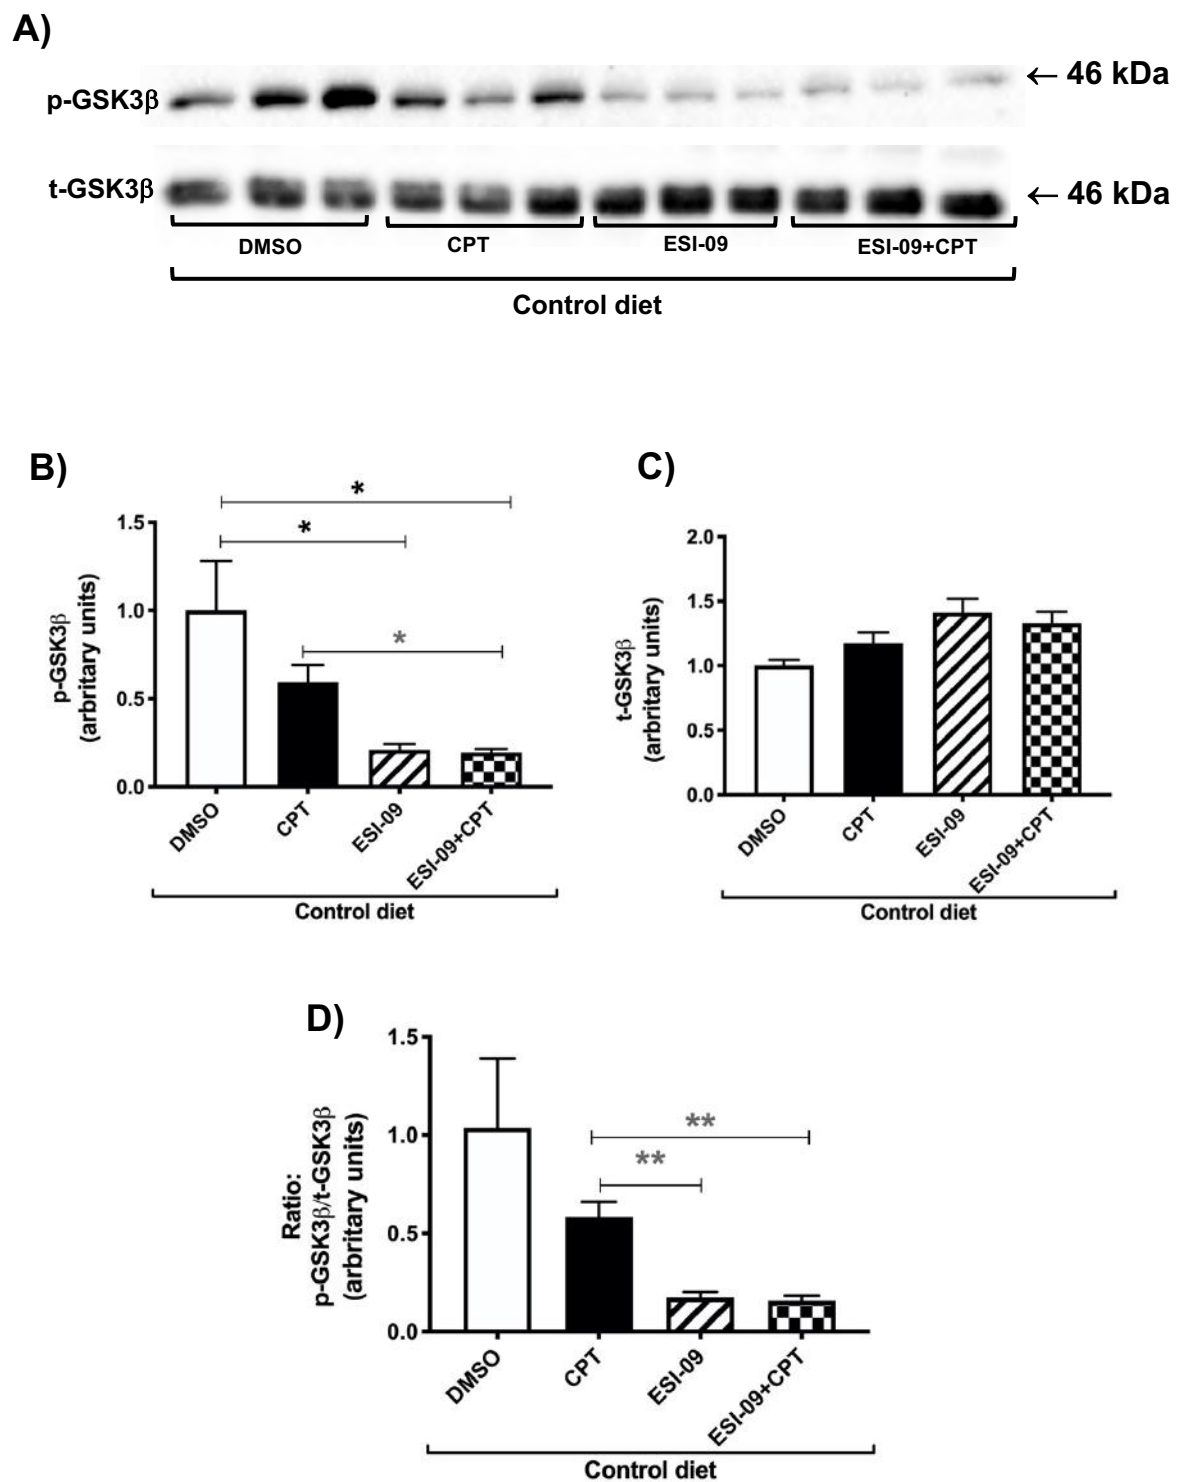 A)
p-GSK3β
← 46 kDa
t-GSK3β
← 46 kDa
DMSO CPT ESI-09 ESI-09+CPT
Control diet
B)
p-GSK3β
(arbritary units)
1.5
1.0
0.5
0.0
*
*
*
DMSO
CPT
ESI-09
ESI-09+CPT
Control diet
C)
t-GSK3β
(arbritary units)
2.0
1.5
1.0
0.5
0.0
DMSO
CPT
ESI-09
ESI-09+CPT
Control diet
D)
Ratio:
p-GSK3β/t-GSK3β
(arbritary units)
1.5
1.0
0.5
0.0
**
**
DMSO
CPT
ESI-09
ESI-09+CPT
Control diet